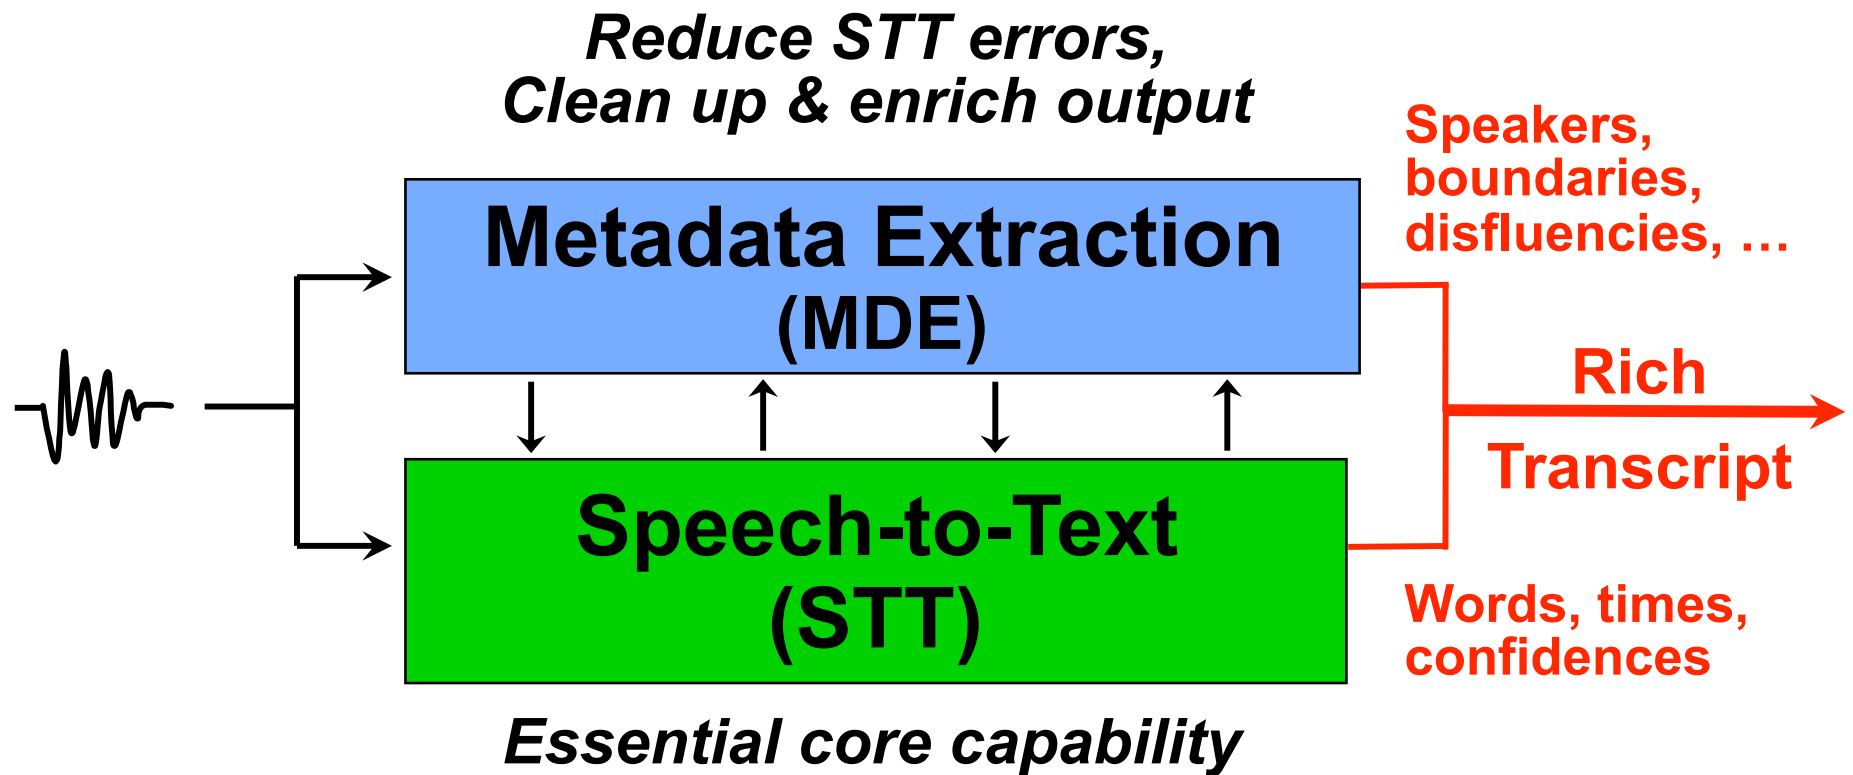 Reduce STT errors,
Clean up & enrich output
Speakers,
boundaries,
disfluencies, …
Metadata Extraction
(MDE)
Rich
Transcript
Speech-to-Text
(STT)
Words, times,
confidences
Essential core capability